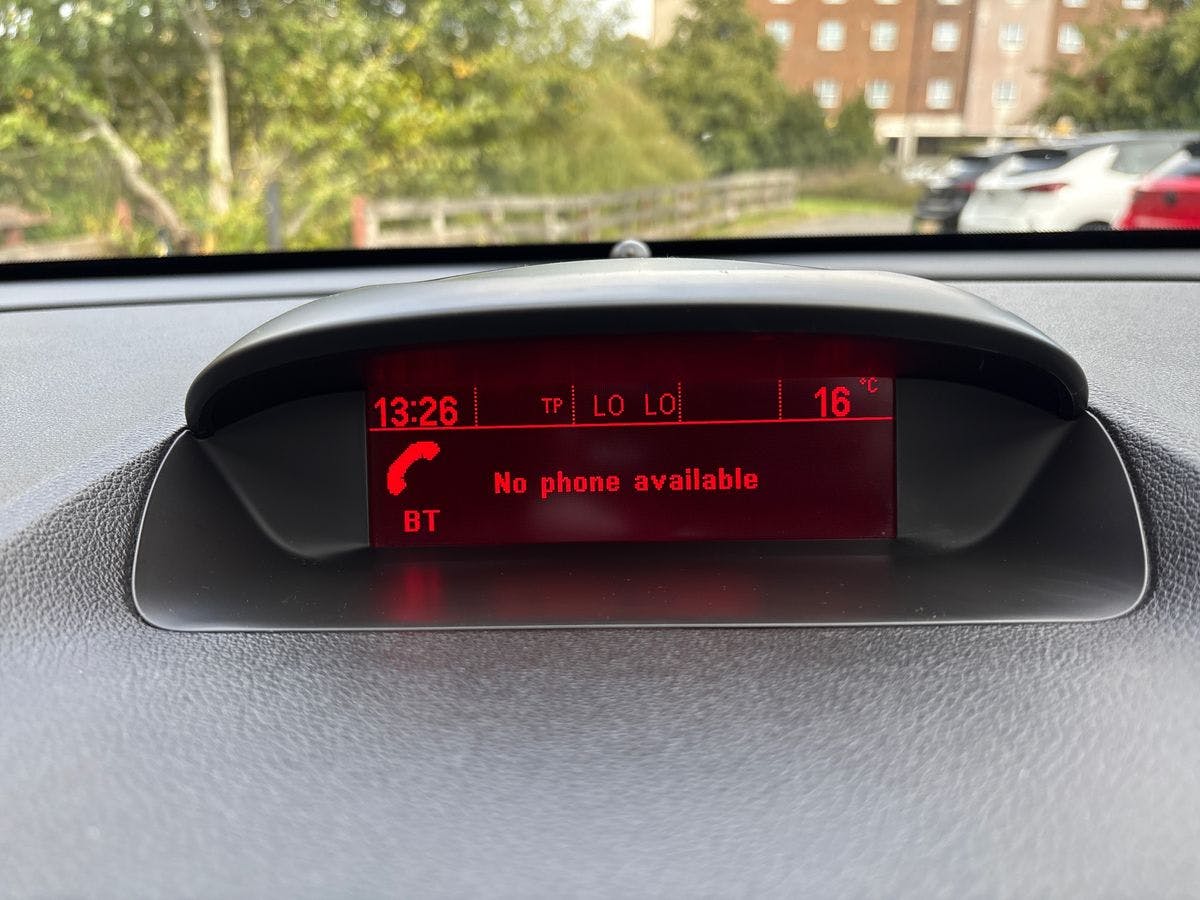 13:26 TP LO LO 16 °C
No phone available
BT